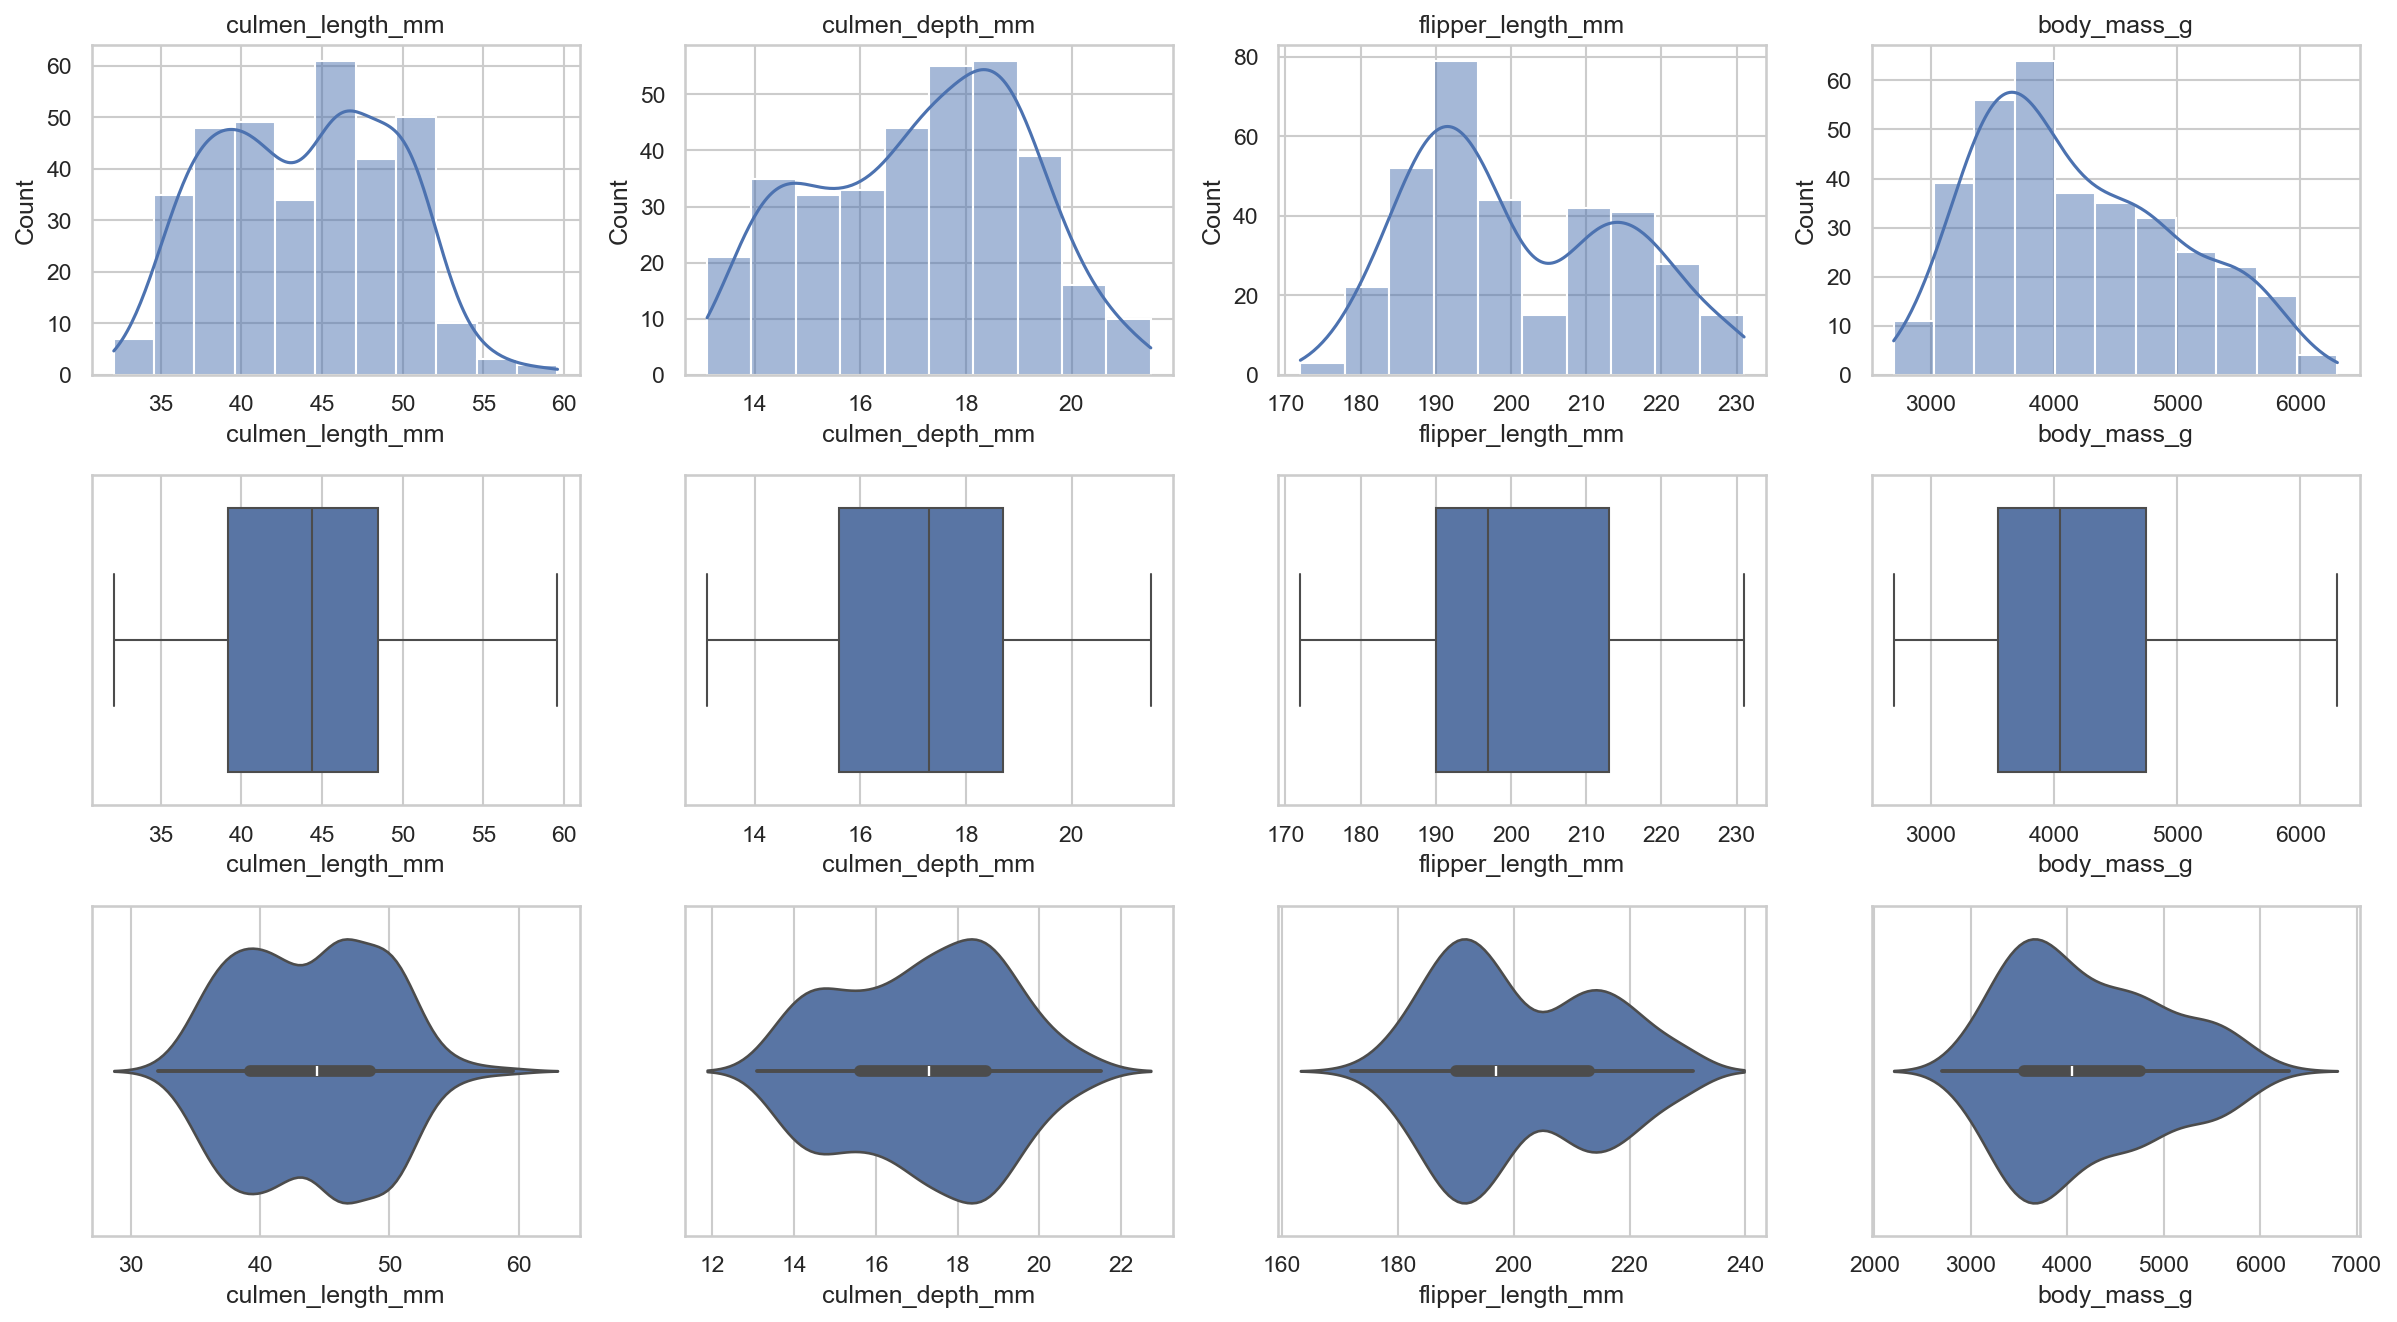 culmen_length_mm culmen_depth_mm flipper_length_mm body_mass_g
Count
60
50
40
30
20
10
0
35 40 45 50 55 60
culmen_length_mm
Count
50
40
30
20
10
0
14 16 18 20
culmen_depth_mm
Count
80
60
40
20
0
170 180 190 200 210 220 230
flipper_length_mm
Count
60
50
40
30
20
10
0
3000 4000 5000 6000
body_mass_g
35 40 45 50 55 60
culmen_length_mm
14 16 18 20
culmen_depth_mm
170 180 190 200 210 220 230
flipper_length_mm
3000 4000 5000 6000
body_mass_g
30 40 50 60
culmen_length_mm
12 14 16 18 20 22
culmen_depth_mm
160 180 200 220 240
flipper_length_mm
2000 3000 4000 5000 6000 7000
body_mass_g